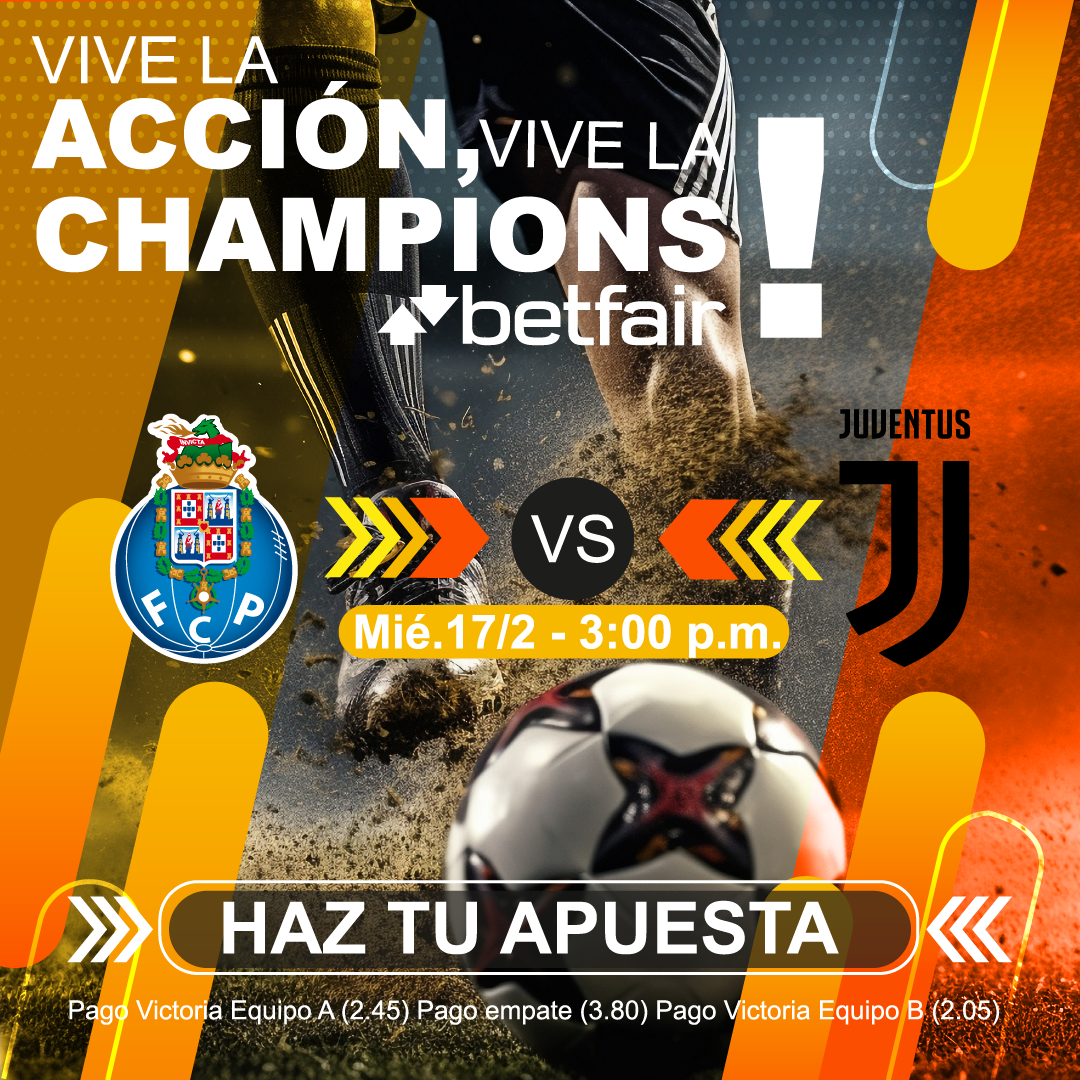 VIVE LA
ACCIÓN, VIVE LA
CHAMPIONS!
betfair
JUVENTUS
INVICTA
F C P
VS
Mié.17/2 - 3:00 p.m.
HAZ TU APUESTA
Pago Victoria Equipo A (2.45) Pago empate (3.80) Pago Victoria Equipo B (2.05)